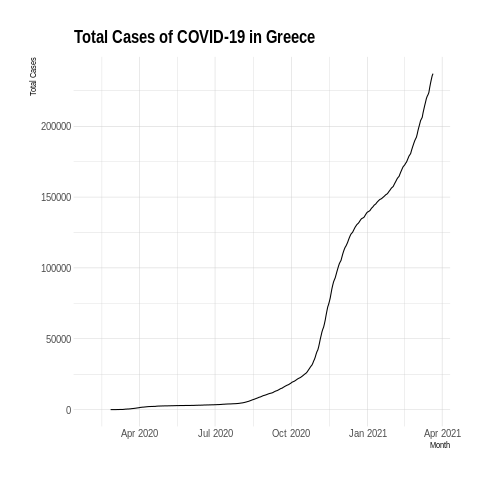 Total Cases of COVID-19 in Greece
Total Cases
200000
150000
100000
50000
0
Apr 2020 Jul 2020 Oct 2020 Jan 2021 Apr 2021
Month